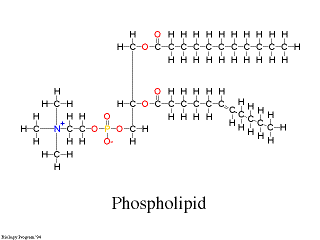 H O H H H H H H H H H H
H C O C C C C C C C C C C C H
H H H H H H H H H H
H O H H H H H
H C O C C C C C C
H H H H
H
H C H H H O H
H N + C C O P O C H
H H H O- H
H C H
H
Phospholipid
Biology Program '94